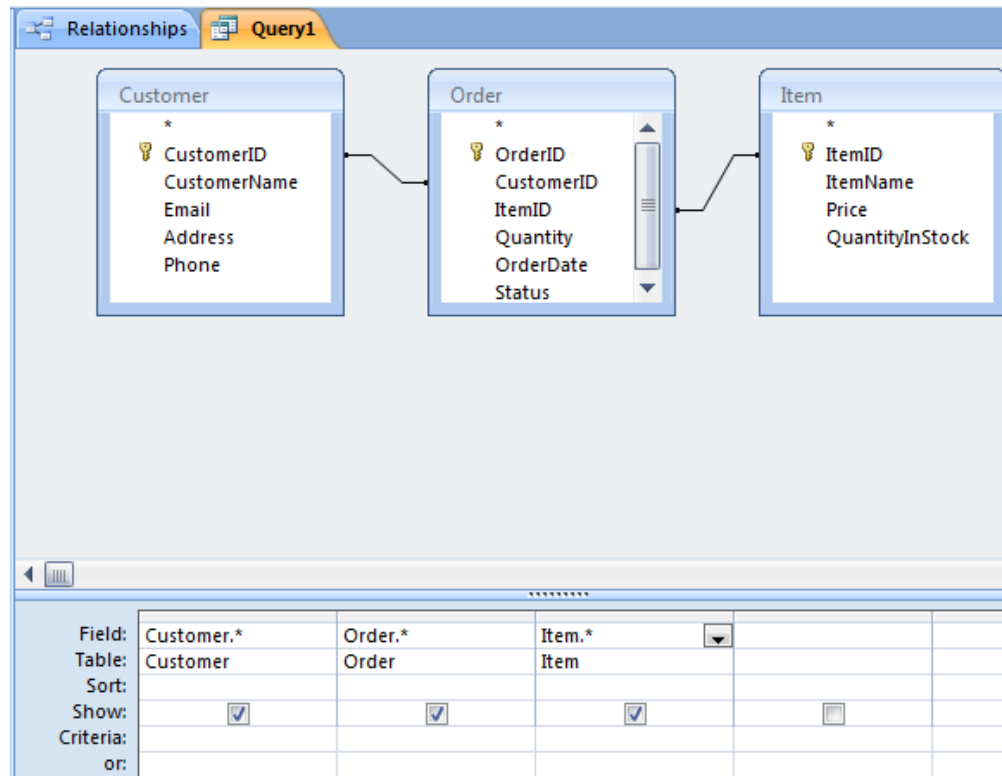 Relationships Query1
Customer
*
CustomerID
CustomerName
Email
Address
Phone
Order
*
OrderID
CustomerID
ItemID
Quantity
OrderDate
Status
Item
*
ItemID
ItemName
Price
QuantityInStock
Field: Customer.* Order.* Item.*
Table: Customer Order Item
Sort:
Show:
Criteria:
or: